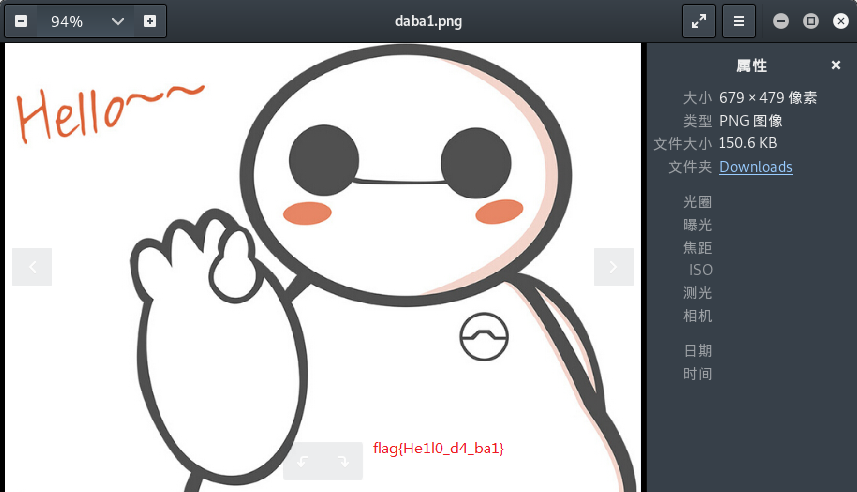 94%
daba1.png
Hello~~
flag{He1l0_d4_ba1}
属性
大小 679 × 479 像素
类型 PNG 图像
文件大小 150.6 KB
文件夹 Downloads
光圈
曝光
焦距
ISO
测光
相机
日期
时间